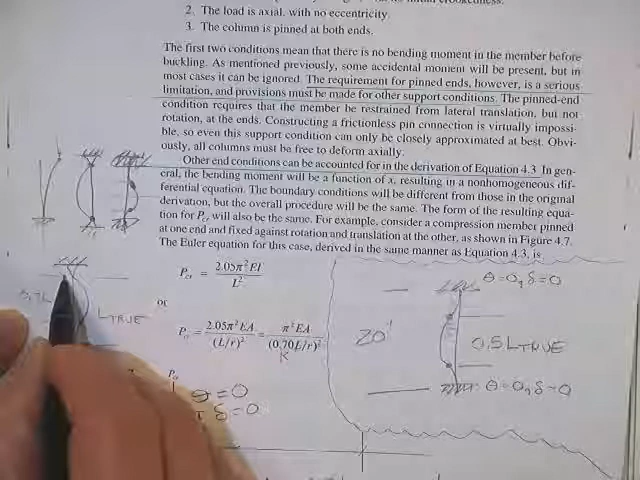 2. The load is axial, with no eccentricity.
3. The column is pinned at both ends.
The first two conditions mean that there is no bending moment in the member before
buckling. As mentioned previously, some accidental moment will be present, but in
most cases it can be ignored. The requirement for pinned ends, however, is a serious
limitation, and provisions must be made for other support conditions. The pinned-end
condition requires that the member be restrained from lateral translation, but not
rotation, at the ends. Constructing a frictionless pin connection is virtually impossi-
ble, so even this support condition can only be closely approximated at best. Obvi-
ously, all columns must be free to deform axially.
Other end conditions can be accounted for in the derivation of Equation 4.3 In gen-
eral, the bending moment will be a function of x, resulting in a nonhomogeneous dif-
ferential equation. The boundary conditions will be different from those in the original
derivation, but the overall procedure will be the same. The form of the resulting equa-
tion for Pcr will also be the same. For example, consider a compression member pinned
at one end and fixed against rotation and translation at the other, as shown in Figure 4.7.
The Euler equation for this case, derived in the same manner as Equation 4.3, is
Pcr = 2.05π²EI / L²
or
Pcr = 2.05π²EA / (L/r)² = π²EA / (0.70L/r)²
K
L TRUE
θ = 0
δ = 0
Pcr
θ = 0, δ = 0
20'
0.5 L TRUE
θ = 0, δ = 0